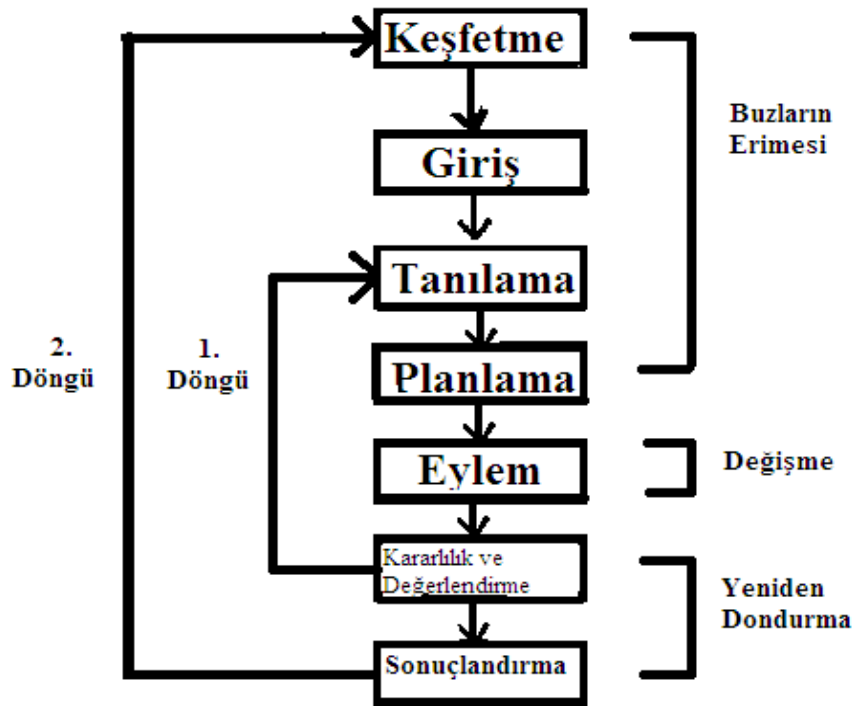 Keşfetme
Giriş
Tanılama
Planlama
Eylem
Kararlılık ve
Değerlendirme
Sonuçlandırma
2.
Döngü
1.
Döngü
Buzların
Erimesi
Değişme
Yeniden
Dondurma